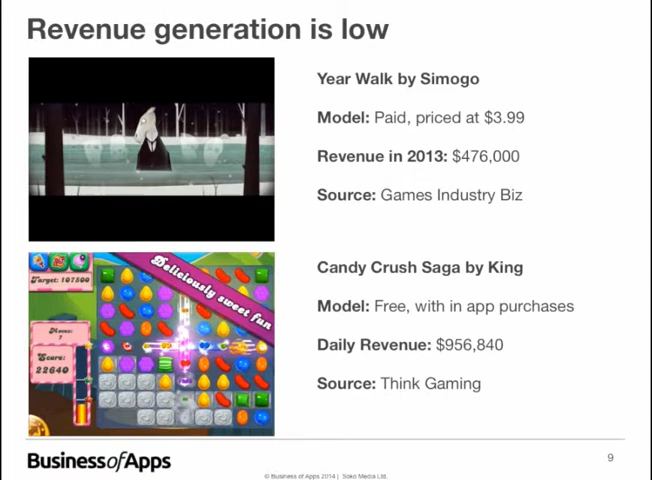 Revenue generation is low
Year Walk by Simogo
Model: Paid, priced at $3.99
Revenue in 2013: $476,000
Source: Games Industry Biz
Deliciously sweet fun
Target: 107500
Moves:
7
Score:
22640
Candy Crush Saga by King
Model: Free, with in app purchases
Daily Revenue: $956,840
Source: Think Gaming
BusinessofApps
9
© Business of Apps 2014 | Soko Media Ltd.